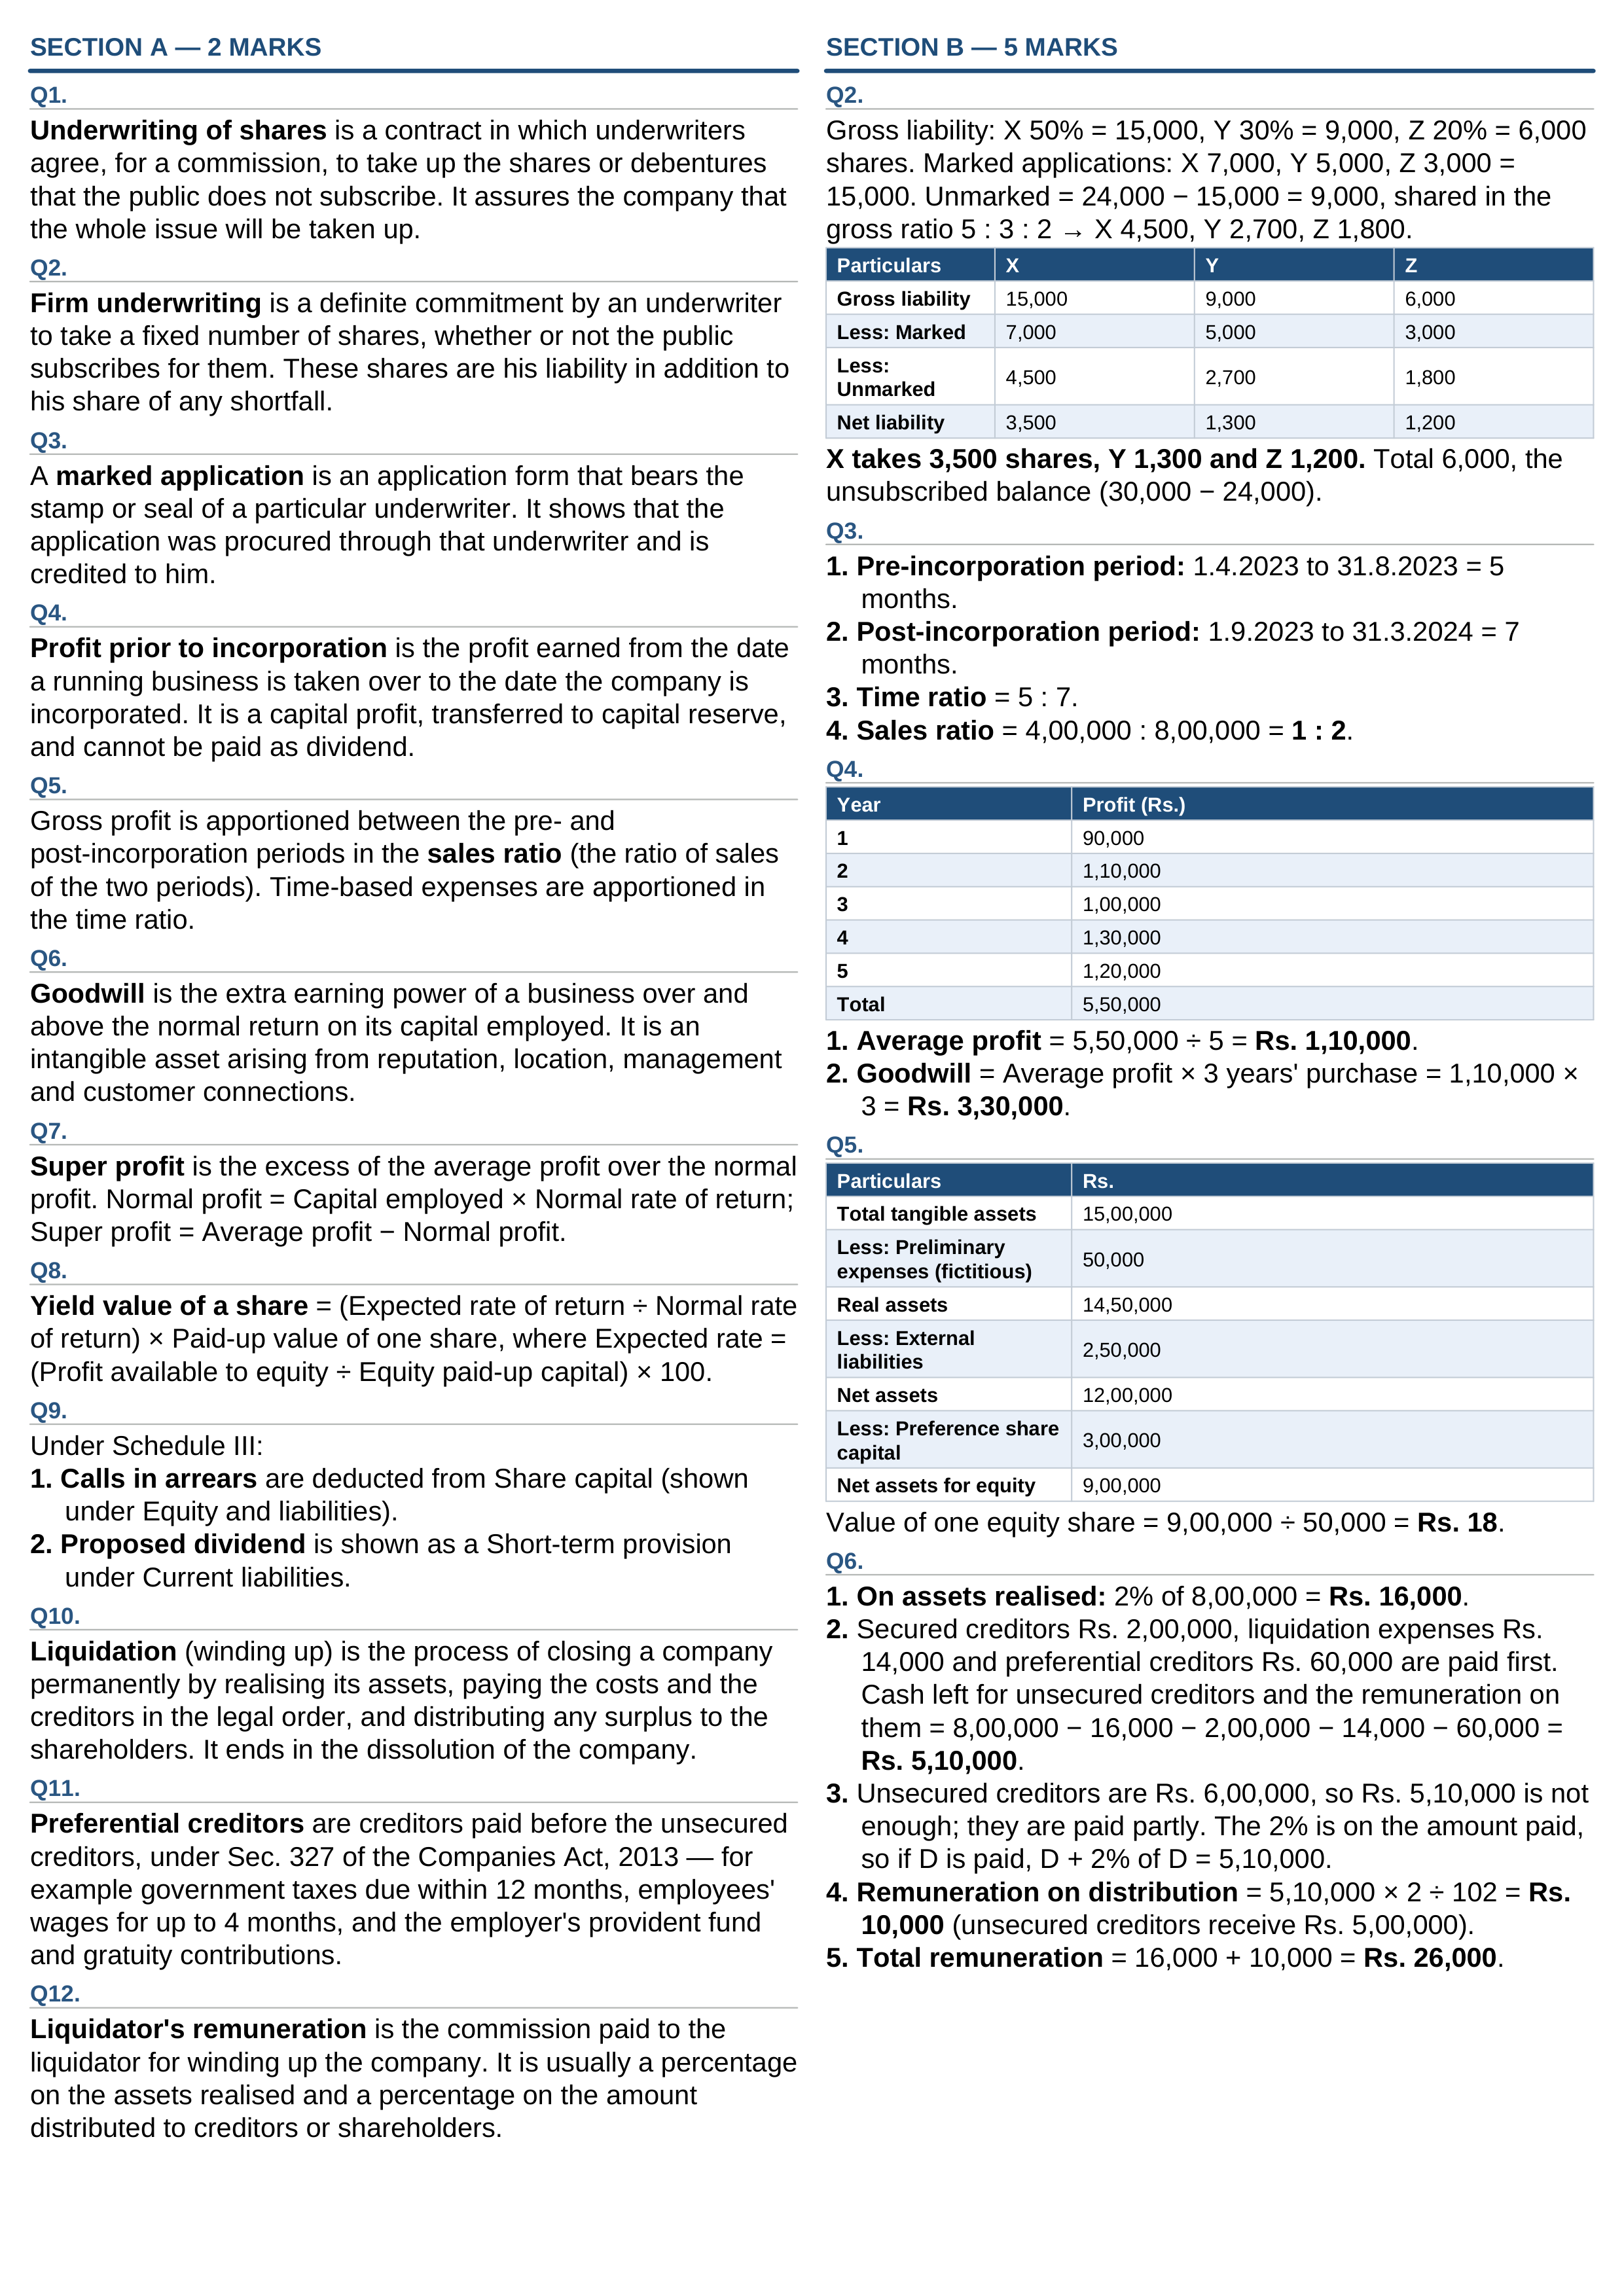 SECTION A — 2 MARKS
Q1.
Underwriting of shares is a contract in which underwriters
agree, for a commission, to take up the shares or debentures
that the public does not subscribe. It assures the company that
the whole issue will be taken up.
Q2.
Firm underwriting is a definite commitment by an underwriter
to take a fixed number of shares, whether or not the public
subscribes for them. These shares are his liability in addition to
his share of any shortfall.
Q3.
A marked application is an application form that bears the
stamp or seal of a particular underwriter. It shows that the
application was procured through that underwriter and is
credited to him.
Q4.
Profit prior to incorporation is the profit earned from the date
a running business is taken over to the date the company is
incorporated. It is a capital profit, transferred to capital reserve,
and cannot be paid as dividend.
Q5.
Gross profit is apportioned between the pre- and
post-incorporation periods in the sales ratio (the ratio of sales
of the two periods). Time-based expenses are apportioned in
the time ratio.
Q6.
Goodwill is the extra earning power of a business over and
above the normal return on its capital employed. It is an
intangible asset arising from reputation, location, management
and customer connections.
Q7.
Super profit is the excess of the average profit over the normal
profit. Normal profit = Capital employed × Normal rate of return;
Super profit = Average profit − Normal profit.
Q8.
Yield value of a share = (Expected rate of return ÷ Normal rate
of return) × Paid-up value of one share, where Expected rate =
(Profit available to equity ÷ Equity paid-up capital) × 100.
Q9.
Under Schedule III:
1. Calls in arrears are deducted from Share capital (shown
under Equity and liabilities).
2. Proposed dividend is shown as a Short-term provision
under Current liabilities.
Q10.
Liquidation (winding up) is the process of closing a company
permanently by realising its assets, paying the costs and the
creditors in the legal order, and distributing any surplus to the
shareholders. It ends in the dissolution of the company.
Q11.
Preferential creditors are creditors paid before the unsecured
creditors, under Sec. 327 of the Companies Act, 2013 — for
example government taxes due within 12 months, employees'
wages for up to 4 months, and the employer's provident fund
and gratuity contributions.
Q12.
Liquidator's remuneration is the commission paid to the
liquidator for winding up the company. It is usually a percentage
on the assets realised and a percentage on the amount
distributed to creditors or shareholders.
SECTION B — 5 MARKS
Q2.
Gross liability: X 50% = 15,000, Y 30% = 9,000, Z 20% = 6,000
shares. Marked applications: X 7,000, Y 5,000, Z 3,000 =
15,000. Unmarked = 24,000 − 15,000 = 9,000, shared in the
gross ratio 5 : 3 : 2 → X 4,500, Y 2,700, Z 1,800.
Particulars X Y Z
Gross liability 15,000 9,000 6,000
Less: Marked 7,000 5,000 3,000
Less:
Unmarked 4,500 2,700 1,800
Net liability 3,500 1,300 1,200
X takes 3,500 shares, Y 1,300 and Z 1,200. Total 6,000, the
unsubscribed balance (30,000 − 24,000).
Q3.
1. Pre-incorporation period: 1.4.2023 to 31.8.2023 = 5
months.
2. Post-incorporation period: 1.9.2023 to 31.3.2024 = 7
months.
3. Time ratio = 5 : 7.
4. Sales ratio = 4,00,000 : 8,00,000 = 1 : 2.
Q4.
Year Profit (Rs.)
1 90,000
2 1,10,000
3 1,00,000
4 1,30,000
5 1,20,000
Total 5,50,000
1. Average profit = 5,50,000 ÷ 5 = Rs. 1,10,000.
2. Goodwill = Average profit × 3 years' purchase = 1,10,000 ×
3 = Rs. 3,30,000.
Q5.
Particulars Rs.
Total tangible assets 15,00,000
Less: Preliminary
expenses (fictitious) 50,000
Real assets 14,50,000
Less: External
liabilities 2,50,000
Net assets 12,00,000
Less: Preference share
capital 3,00,000
Net assets for equity 9,00,000
Value of one equity share = 9,00,000 ÷ 50,000 = Rs. 18.
Q6.
1. On assets realised: 2% of 8,00,000 = Rs. 16,000.
2. Secured creditors Rs. 2,00,000, liquidation expenses Rs.
14,000 and preferential creditors Rs. 60,000 are paid first.
Cash left for unsecured creditors and the remuneration on
them = 8,00,000 − 16,000 − 2,00,000 − 14,000 − 60,000 =
Rs. 5,10,000.
3. Unsecured creditors are Rs. 6,00,000, so Rs. 5,10,000 is not
enough; they are paid partly. The 2% is on the amount paid,
so if D is paid, D + 2% of D = 5,10,000.
4. Remuneration on distribution = 5,10,000 × 2 ÷ 102 = Rs.
10,000 (unsecured creditors receive Rs. 5,00,000).
5. Total remuneration = 16,000 + 10,000 = Rs. 26,000.